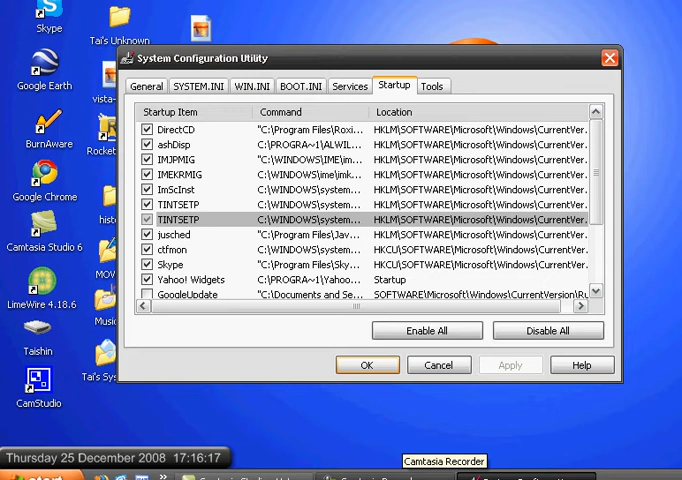 Skype
Tai's Unknown
Google Earth
vista-
BurnAware
Rocket
Google Chrome
histo
Camtasia Studio 6
MOV
LimeWire 4.18.6
Music
Taishin
Tai's Sys
CamStudio
System Configuration Utility
General
SYSTEM.INI
WIN.INI
BOOT.INI
Services
Startup
Tools
Startup Item Command Location
DirectCD "C:\Program Files\Roxi... HKLM\SOFTWARE\Microsoft\Windows\CurrentVer.
ashDisp C:\PROGRA~1\ALWIL... HKLM\SOFTWARE\Microsoft\Windows\CurrentVer.
IMJPMIG C:\WINDOWS\IME\im... HKLM\SOFTWARE\Microsoft\Windows\CurrentVer.
IMEKRMIG C:\WINDOWS\ime\imk... HKLM\SOFTWARE\Microsoft\Windows\CurrentVer.
ImScInst C:\WINDOWS\system... HKLM\SOFTWARE\Microsoft\Windows\CurrentVer.
TINTSETP C:\WINDOWS\system... HKLM\SOFTWARE\Microsoft\Windows\CurrentVer.
TINTSETP C:\WINDOWS\system... HKLM\SOFTWARE\Microsoft\Windows\CurrentVer.
jusched "C:\Program Files\Jav... HKLM\SOFTWARE\Microsoft\Windows\CurrentVer.
ctfmon C:\WINDOWS\system... HKCU\SOFTWARE\Microsoft\Windows\CurrentVer.
Skype "C:\Program Files\Sky... HKCU\SOFTWARE\Microsoft\Windows\CurrentVer.
Yahoo! Widgets C:\PROGRA~1\Yahoo... Startup
GoogleUpdate "C:\Documents and Se... SOFTWARE\Microsoft\Windows\CurrentVersion\Ru
Enable All
Disable All
OK
Cancel
Apply
Help
Thursday 25 December 2008 17:16:17
Camtasia Recorder
start